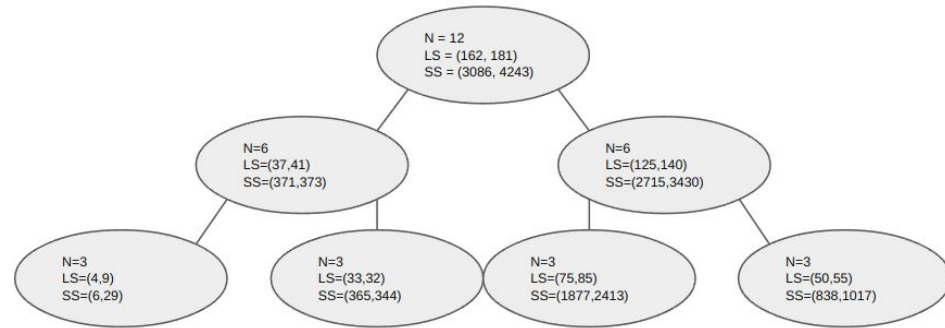 N = 12
LS = (162, 181)
SS = (3086, 4243)
N=6
LS=(37,41)
SS=(371,373)
N=6
LS=(125,140)
SS=(2715,3430)
N=3
LS=(4,9)
SS=(6,29)
N=3
LS=(33,32)
SS=(365,344)
N=3
LS=(75,85)
SS=(1877,2413)
N=3
LS=(50,55)
SS=(838,1017)